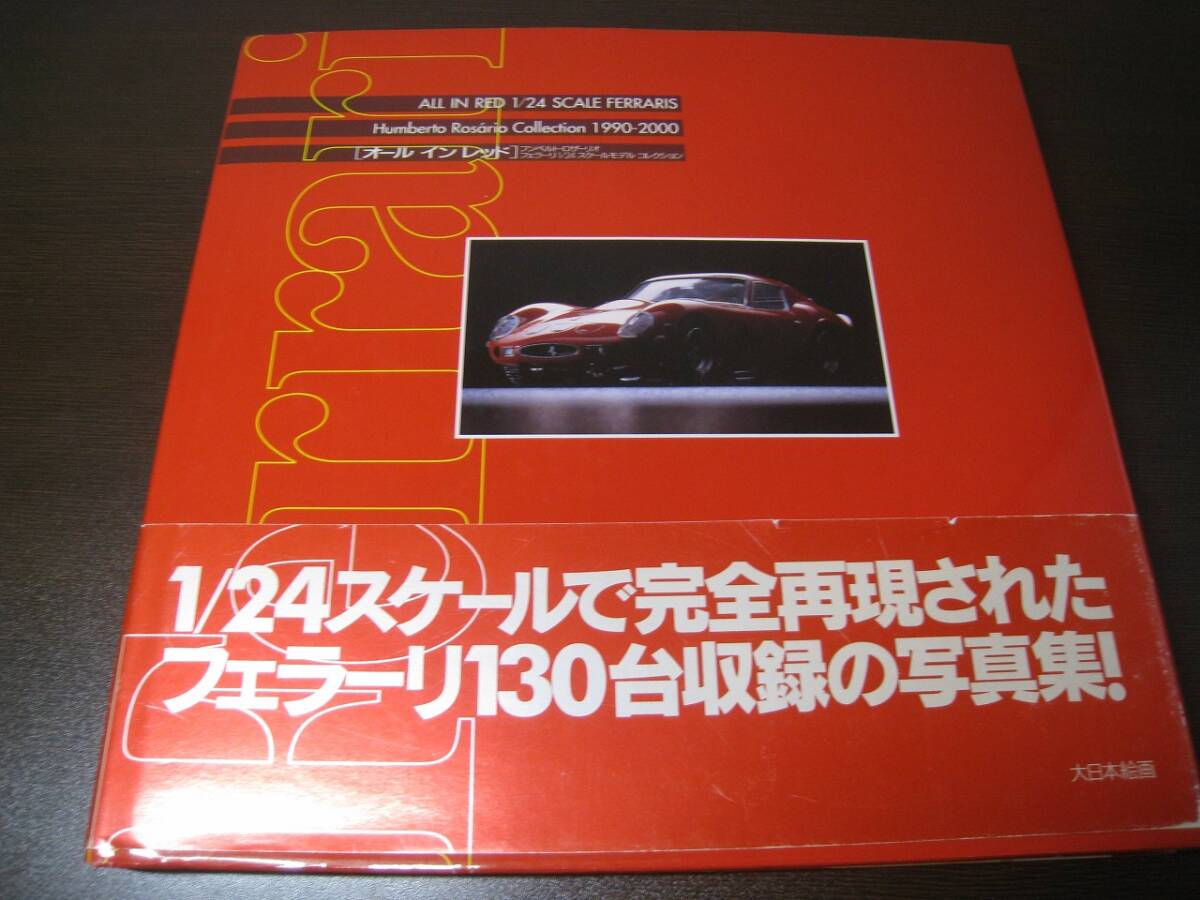 ALL IN RED 1/24 SCALE FERRARIS
Humberto Rosário Collection 1990-2000
[オール イン レッド] フンベルト・ロザーリオ
フェラーリ 1/24 スケールモデル コレクション
Ferrari
1/24スケールで完全再現された
フェラーリ130台収録の写真集!
大日本絵画